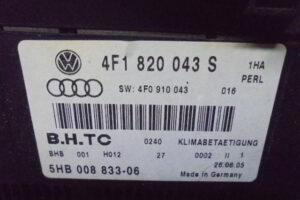 4F1 820 043 S 1HA
PERL
SW: 4F0 910 043 016
B.H.TC 0240 KLIMABETAETIGUNG
BHB 001 H012 27 0002 II 1
26.06.05
5HB 008 833-06 Made in Germany